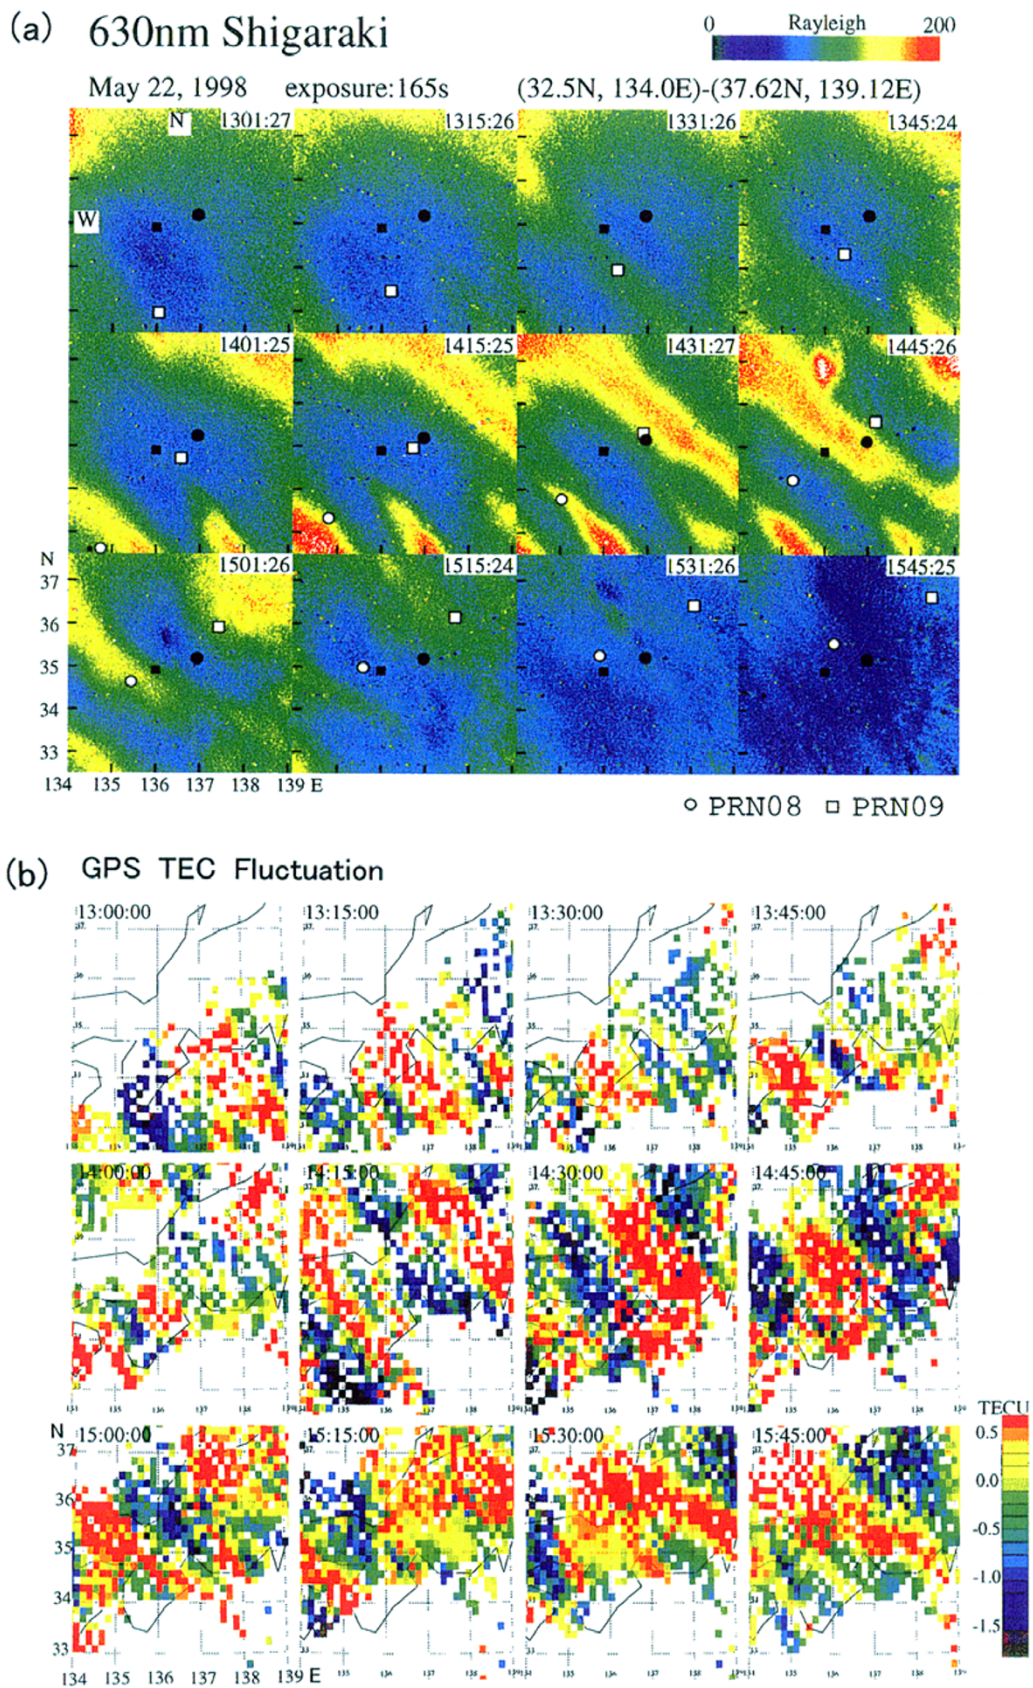 (a) 630nm Shigaraki
0 Rayleigh 200
May 22, 1998 exposure:165s (32.5N, 134.0E)-(37.62N, 139.12E)
N 1301:27 1315:26 1331:26 1345:24
W
1401:25 1415:25 1431:27 1445:26
N 1501:26 1515:24 1531:26 1545:25
37
36
35
34
33
134 135 136 137 138 139 E
PRN08 PRN09
(b) GPS TEC Fluctuation
13:00:00 13:15:00 13:30:00 13:45:00
14:00:00 14:15:00 14:30:00 14:45:00
TECU
N 15:00:00 15:15:00 15:30:00 15:45:00
0.5
37
0.0
36
-0.5
35
-1.0
34
-1.5
33
134 135 136 137 138 139 E